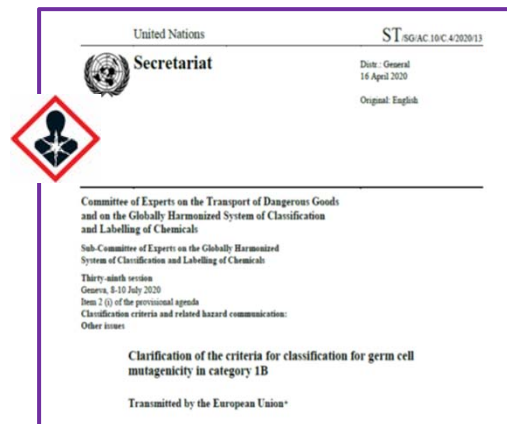 United Nations
ST/SG/AC.10/C.4/2020/13
Secretariat
Distr.: General
16 April 2020
Original: English
Committee of Experts on the Transport of Dangerous Goods
and on the Globally Harmonized System of Classification
and Labelling of Chemicals
Sub-Committee of Experts on the Globally Harmonized
System of Classification and Labelling of Chemicals
Thirty-ninth session
Geneva, 8-10 July 2020
Item 2 (i) of the provisional agenda
Classification criteria and related hazard communication:
Other issues
Clarification of the criteria for classification for germ cell
mutagenicity in category 1B
Transmitted by the European Union*